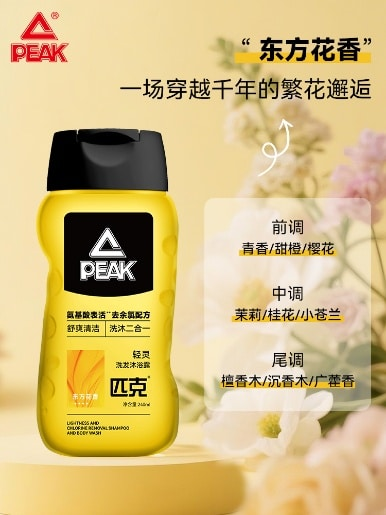 PEAK
“ 东方花香 ”
一场穿越千年的繁花邂逅
前调
青香/甜橙/樱花
中调
茉莉/桂花/小苍兰
尾调
檀香木/沉香木/广藿香
PEAK
氨基酸表活“去余氯配方
舒爽清洁 洗沐二合一
轻灵
洗发沐浴露
东方花香
匹克
净含量:260ml
LIGHTNESS AND
CHLORINE REMOVAL SHAMPOO
AND BODY WASH